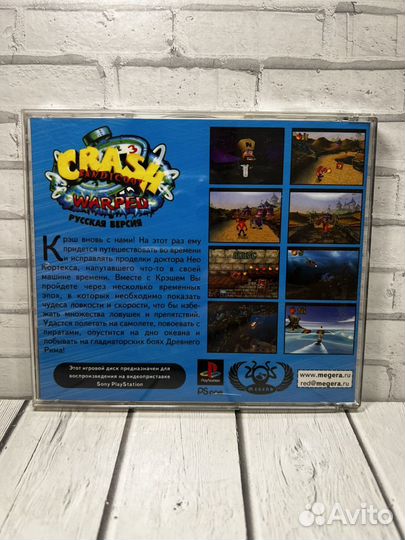 CRASH
3
BANDICOOT
WARPED
РУССКАЯ ВЕРСИЯ
Крэш вновь с нами! На этот раз ему
придется путешествовать во времени
и исправлять проделки доктора Нео
Кортекса, напутавшего что-то в своей
машине времени. Вместе с Крэшем Вы
пройдете через несколько временных
эпох, в которых необходимо показать
чудеса ловкости и скорости, что бы избе-
жать множества ловушек и препятствий.
Удастся полетать на самолете, повоевать с
пиратами, опустится на дно океана и
побывать на гладиаторских боях Древнего
Рима!
Этот игровой диск предназначен для
воспроизведения на видеоприставке
Sony PlayStation
PlayStation
MEGERA
www.megera.ru
red@megera.ru
Avito